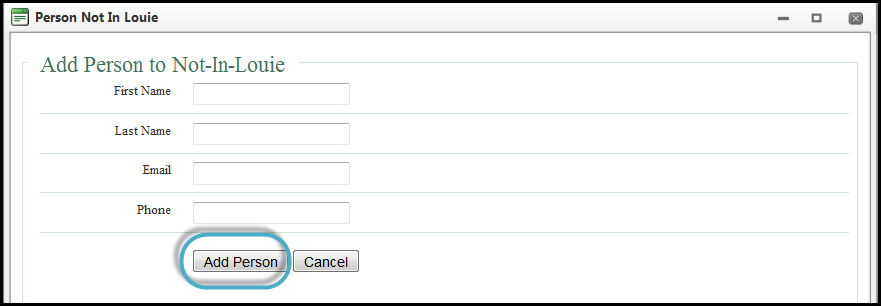 Person Not In Louie
Add Person to Not-In-Louie
First Name
Last Name
Email
Phone
Add Person Cancel